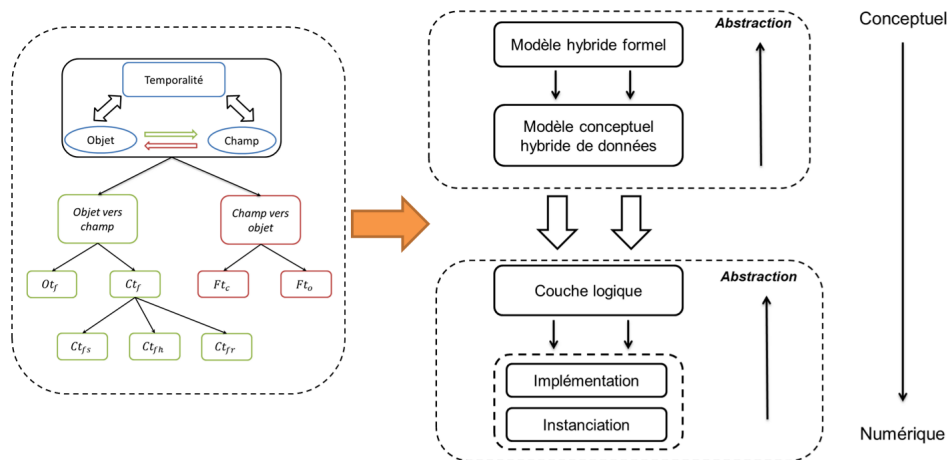 Temporalité
Objet
Champ
Objet vers
champ
Champ vers
objet
Ot_f
Ct_f
Ft_c
Ft_o
Ct_fs
Ct_fh
Ct_fr
Abstraction
Modèle hybride formel
Modèle conceptuel
hybride de données
Abstraction
Couche logique
Implémentation
Instanciation
Conceptuel
Numérique